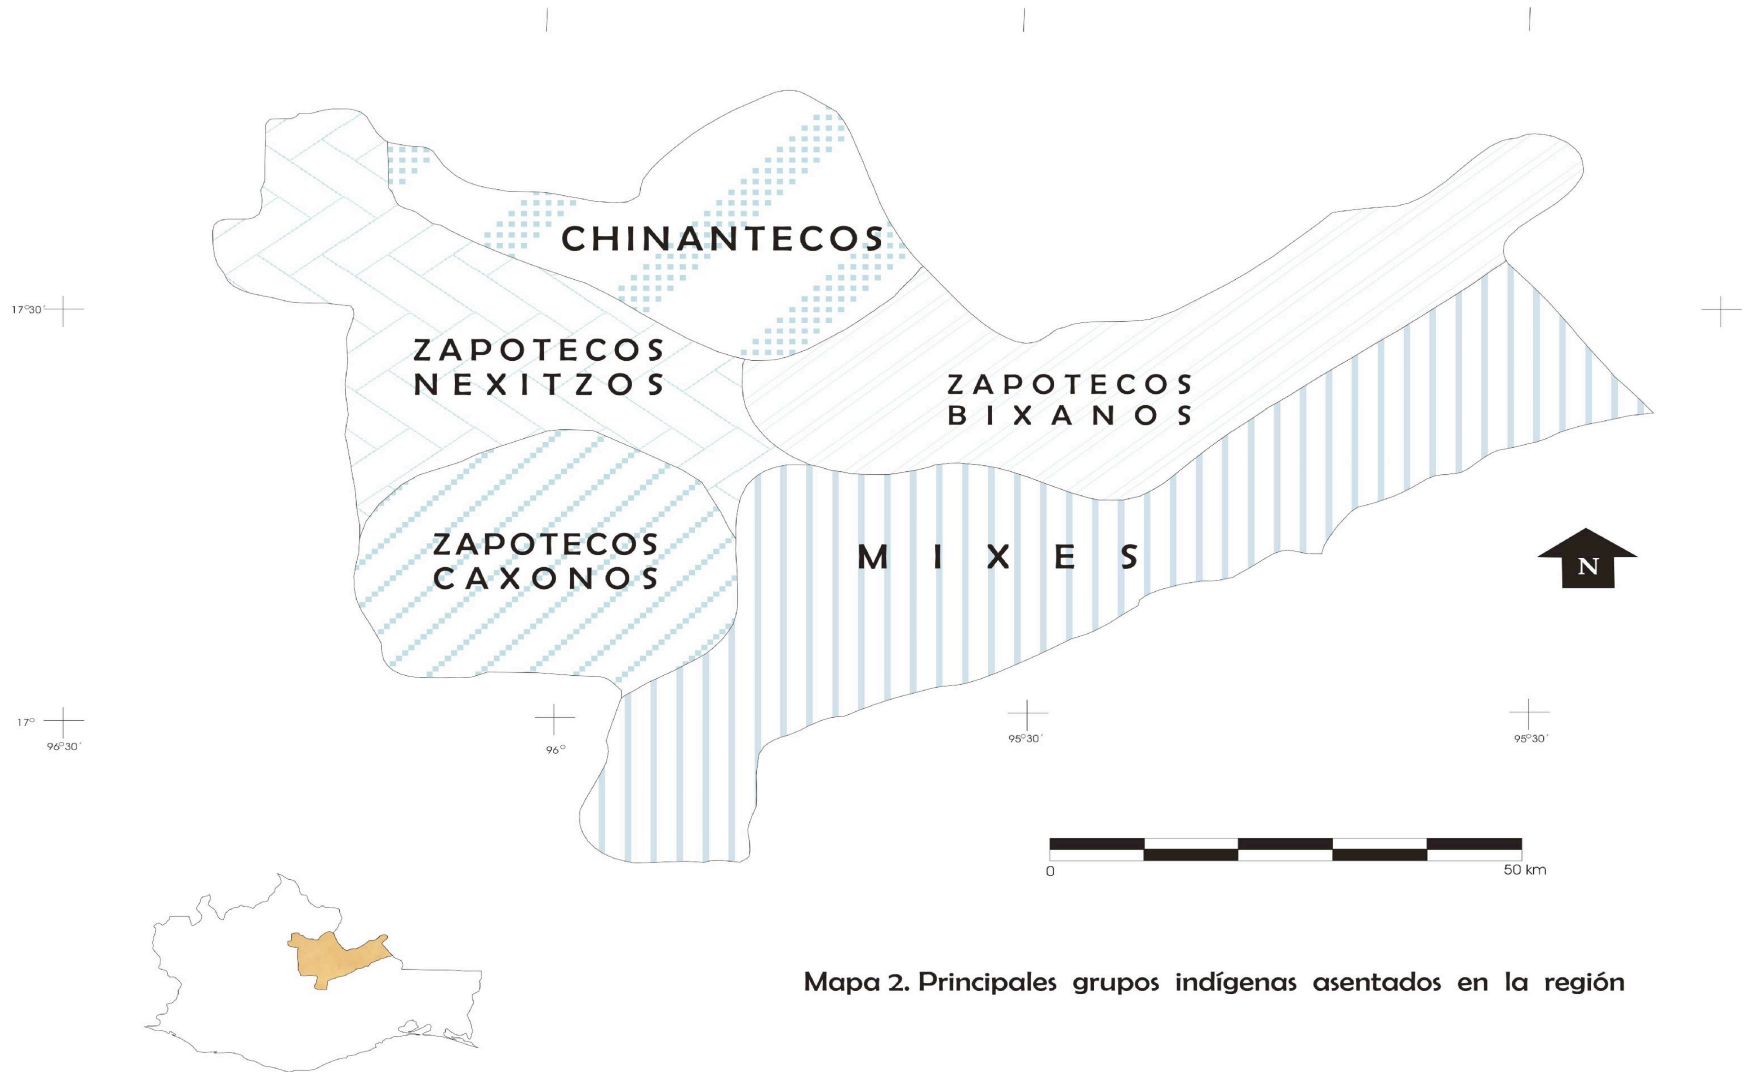 CHINANTECOS
17°30´
ZAPOTECOS
NEXITZOS
ZAPOTECOS
BIXANOS
ZAPOTECOS
CAXONOS
M I X E S
N
17°
96°30´
96°
95°30´
95°30´
0
50 km
Mapa 2. Principales grupos indígenas asentados en la región